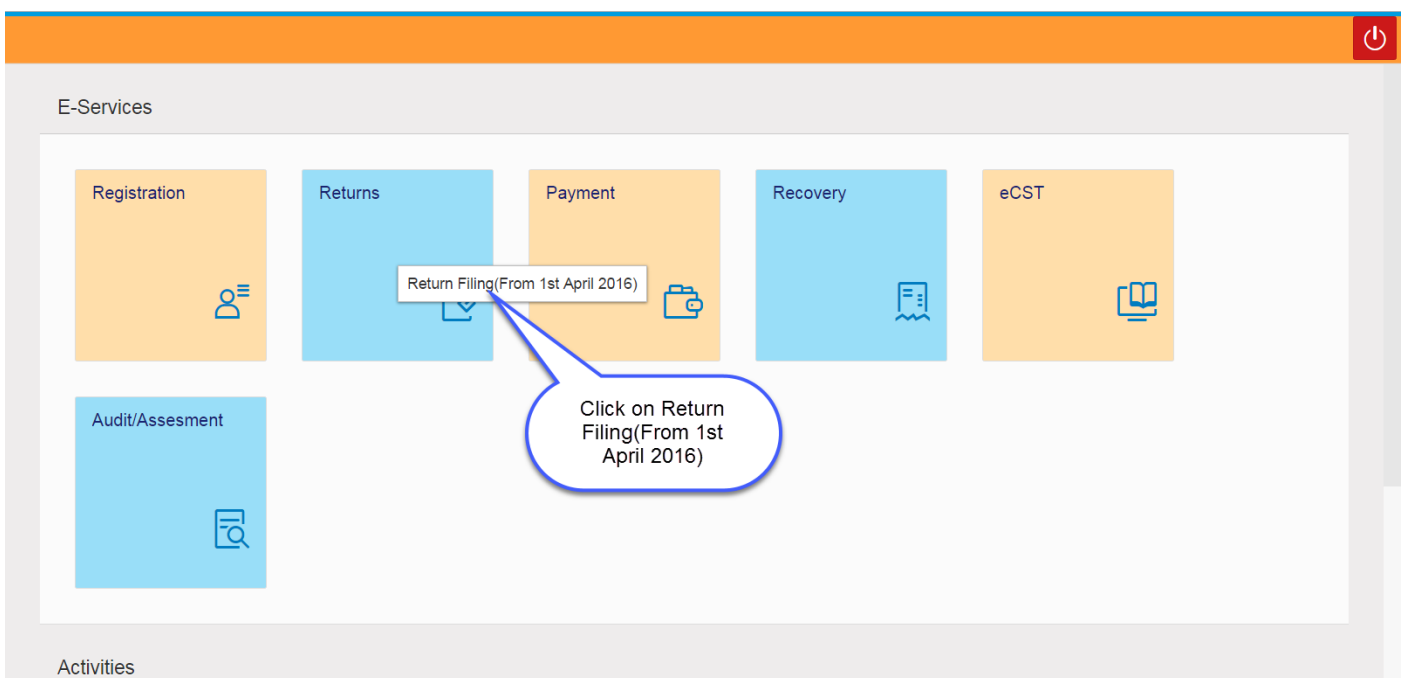 E-Services
Registration
Returns
Payment
Recovery
eCST
Return Filing(From 1st April 2016)
Audit/Assesment
Click on Return
Filing(From 1st
April 2016)
Activities